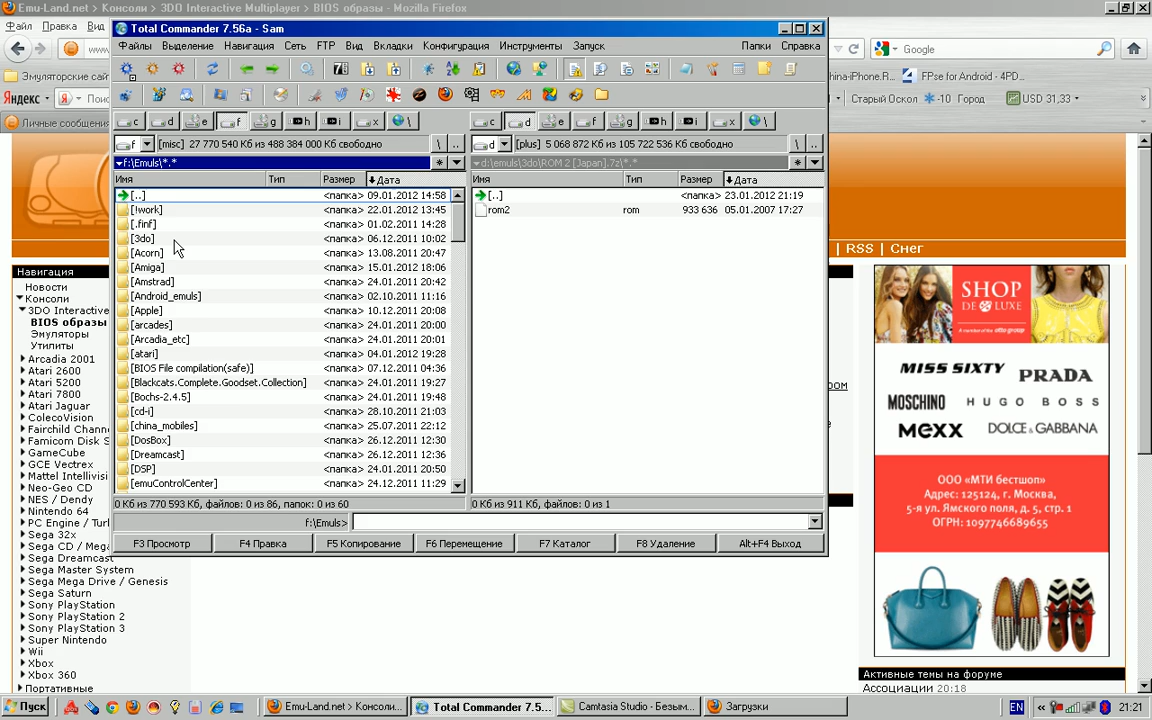 Emu-Land.net > Консоли > 3DO Interactive Multiplayer > BIOS образы - Mozilla Firefox
Файл Правка Вид
www.
Google
Эмуляторские сай
china-iPhone.R...
FPse for Android - 4PD...
Яндекс Пои
Старый Оскол -10 Город USD 31,33
Личные сообщени
Total Commander 7.56a - Sam
Файлы Выделение Навигация Сеть FTP Вид Вкладки Конфигурация Инструменты Запуск Папки Справка
c d e f g h i x \
c d e f g h i x \
f [misc] 27 770 540 Кб из 488 384 000 Кб свободно \ ..
d [plus] 5 068 872 Кб из 105 722 536 Кб свободно \ ..
f:\Emuls\*.*
d:\emuls\3do\ROM 2 [Japan].7z\*.*
Имя Тип Размер Дата
Имя Тип Размер Дата
[..] <папка> 09.01.2012 14:58
[!work] <папка> 22.01.2012 13:45
[.finf] <папка> 01.02.2011 14:28
[3do] <папка> 06.12.2011 10:02
[Acorn] <папка> 13.08.2011 20:47
[Amiga] <папка> 15.01.2012 18:06
[Amstrad] <папка> 24.01.2011 20:42
[Android_emuls] <папка> 02.10.2011 11:16
[Apple] <папка> 10.12.2011 20:08
[arcades] <папка> 24.01.2011 20:00
[Arcadia_etc] <папка> 24.01.2011 20:01
[atari] <папка> 04.01.2012 19:28
[BIOS File compilation(safe)] <папка> 07.12.2011 04:36
[Blackcats.Complete.Goodset.Collection] <папка> 24.01.2011 19:27
[Bochs-2.4.5] <папка> 24.01.2011 19:48
[cd-i] <папка> 28.10.2011 21:03
[china_mobiles] <папка> 25.07.2011 22:12
[DosBox] <папка> 26.12.2011 12:30
[Dreamcast] <папка> 26.12.2011 12:36
[DSP] <папка> 24.01.2011 20:50
[emuControlCenter] <папка> 24.12.2011 11:29
[..] <папка> 23.01.2012 21:19
rom2 rom 933 636 05.01.2007 17:27
0 Кб из 770 593 Кб, файлов: 0 из 86, папок: 0 из 60
0 Кб из 911 Кб, файлов: 0 из 1
f:\Emuls>
F3 Просмотр F4 Правка F5 Копирование F6 Перемещение F7 Каталог F8 Удаление Alt+F4 Выход
| RSS | Снег
Навигация
Новости
Консоли
3DO Interactive
BIOS образы
Эмуляторы
Утилиты
Arcadia 2001
Atari 2600
Atari 5200
Atari 7800
Atari Jaguar
ColecoVision
Fairchild Chann
Famicom Disk S
GameCube
GCE Vectrex
Mattel Intellivisi
Neo-Geo CD
NES / Dendy
Nintendo 64
PC Engine / Turl
Sega 32x
Sega CD / Mega
Sega Dreamcast
Sega Master System
Sega Mega Drive / Genesis
Sega Saturn
Sony PlayStation
Sony PlayStation 2
Sony PlayStation 3
Super Nintendo
Wii
Xbox
Xbox 360
Портативные
ROM
SHOP
DE LUXE
A member of the otto group
MISS SIXTY PRADA
MOSCHINO HUGO BOSS
MEXX DOLCE & GABBANA
ООО «МТИ бестшоп»
Адрес: 125124, г. Москва,
5-я ул. Ямского поля, д. 5, стр. 1
ОГРН: 1097746689655
Активные темы на форуме
Ассоциации 20:18
Пуск
Emu-Land.net > Консоли...
Total Commander 7.5...
Camtasia Studio - Безым...
Загрузки
EN
21:21